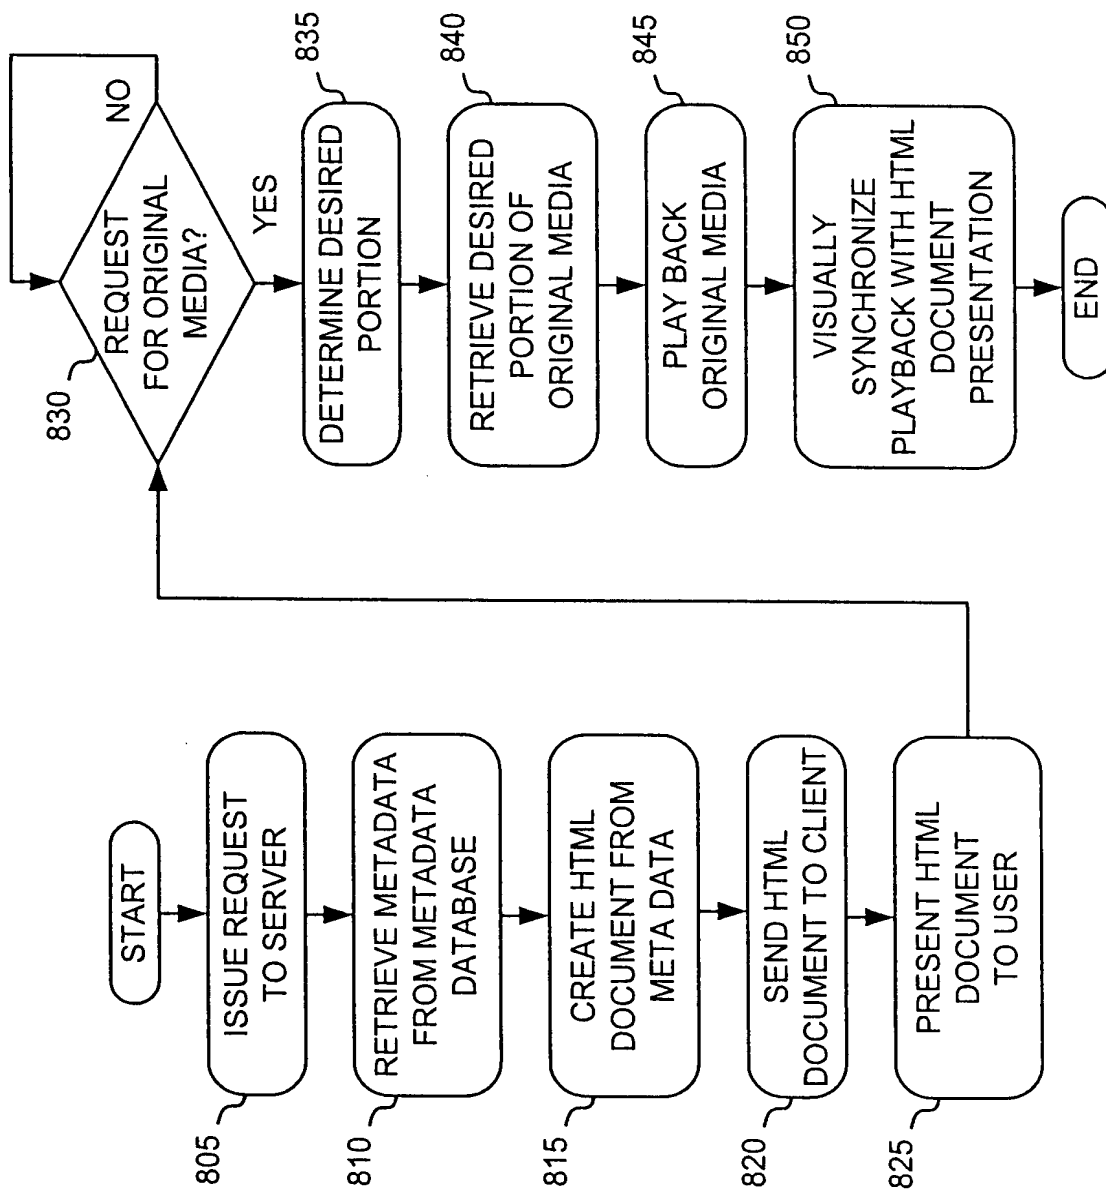 START
805
ISSUE REQUEST
TO SERVER
810
RETRIEVE METADATA
FROM METADATA
DATABASE
815
CREATE HTML
DOCUMENT FROM
META DATA
820
SEND HTML
DOCUMENT TO CLIENT
825
PRESENT HTML
DOCUMENT
TO USER
830
REQUEST
FOR ORIGINAL
MEDIA?
NO
YES
835
DETERMINE DESIRED
PORTION
840
RETRIEVE DESIRED
PORTION OF
ORIGINAL MEDIA
845
PLAY BACK
ORIGINAL MEDIA
850
VISUALLY
SYNCHRONIZE
PLAYBACK WITH HTML
DOCUMENT
PRESENTATION
END